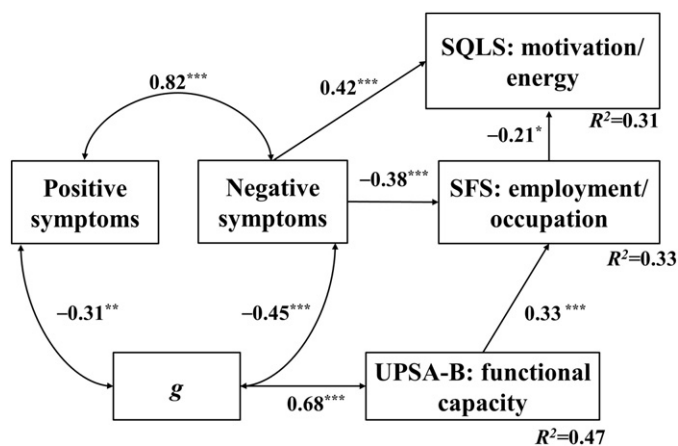 SQLS: motivation/
energy
0.82***
0.42***
R²=0.31
−0.21*
Positive
symptoms
Negative
symptoms
−0.38***
SFS: employment/
occupation
R²=0.33
−0.31**
−0.45***
0.33 ***
g
0.68***
UPSA-B: functional
capacity
R²=0.47